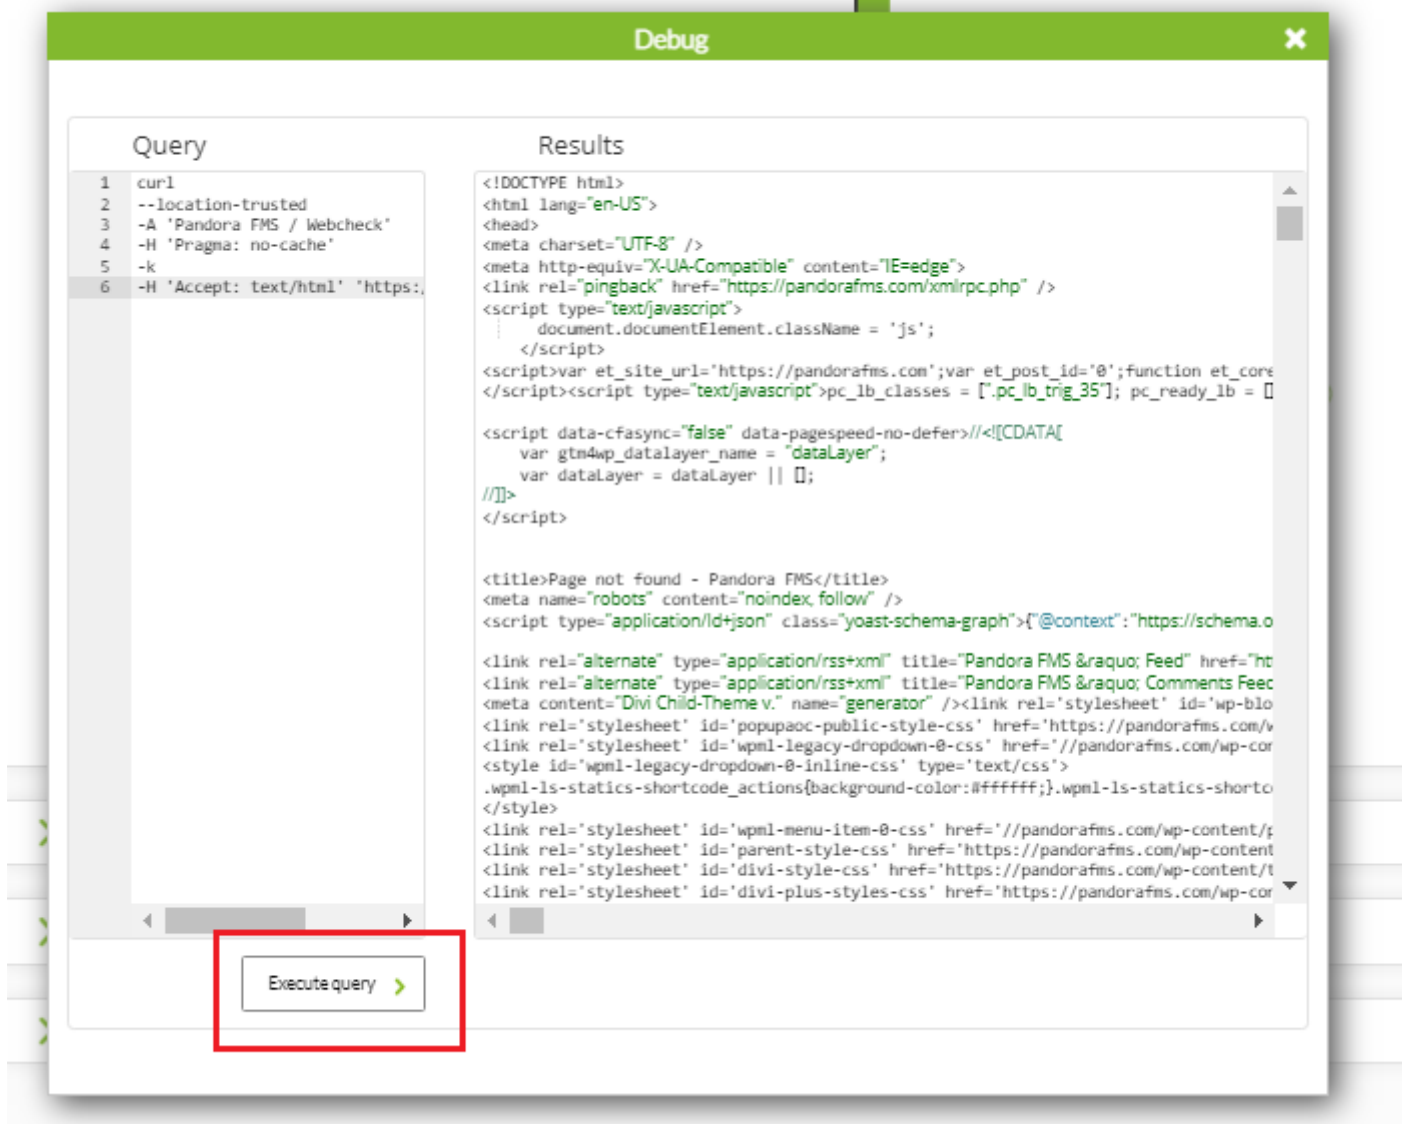 Debug
Query
Results
1 curl
2 --location-trusted
3 -A 'Pandora FMS / Webcheck'
4 -H 'Pragma: no-cache'
5 -k
6 -H 'Accept: text/html' 'https:/
<!DOCTYPE html>
<html lang="en-US">
<head>
<meta charset="UTF-8" />
<meta http-equiv="X-UA-Compatible" content="IE=edge">
<link rel="pingback" href="https://pandorafms.com/xmlrpc.php" />
<script type="text/javascript">
document.documentElement.className = 'js';
</script>
<script>var et_site_url='https://pandorafms.com';var et_post_id='0';function et_core
</script><script type="text/javascript">pc_lb_classes = [".pc_lb_trig_35"]; pc_ready_lb = []
<script data-cfasync="false" data-pagespeed-no-defer>//<![CDATA[
var gtm4wp_datalayer_name = "dataLayer";
var dataLayer = dataLayer || [];
//]]>
</script>
<title>Page not found - Pandora FMS</title>
<meta name="robots" content="noindex, follow" />
<script type="application/ld+json" class="yoast-schema-graph">{"@context":"https://schema.o
<link rel="alternate" type="application/rss+xml" title="Pandora FMS &raquo; Feed" href="ht
<link rel="alternate" type="application/rss+xml" title="Pandora FMS &raquo; Comments Feed
<meta content="Divi Child-Theme v." name="generator" /><link rel='stylesheet' id='wp-blo
<link rel='stylesheet' id='popupaoc-public-style-css' href='https://pandorafms.com/w
<link rel='stylesheet' id='wpml-legacy-dropdown-0-css' href='//pandorafms.com/wp-con
<style id='wpml-legacy-dropdown-0-inline-css' type='text/css'>
.wpml-ls-statics-shortcode_actions{background-color:#ffffff;}.wpml-ls-statics-shortc
</style>
<link rel='stylesheet' id='wpml-menu-item-0-css' href='//pandorafms.com/wp-content/p
<link rel='stylesheet' id='parent-style-css' href='https://pandorafms.com/wp-content
<link rel='stylesheet' id='divi-style-css' href='https://pandorafms.com/wp-content/t
<link rel='stylesheet' id='divi-plus-styles-css' href='https://pandorafms.com/wp-con
Execute query